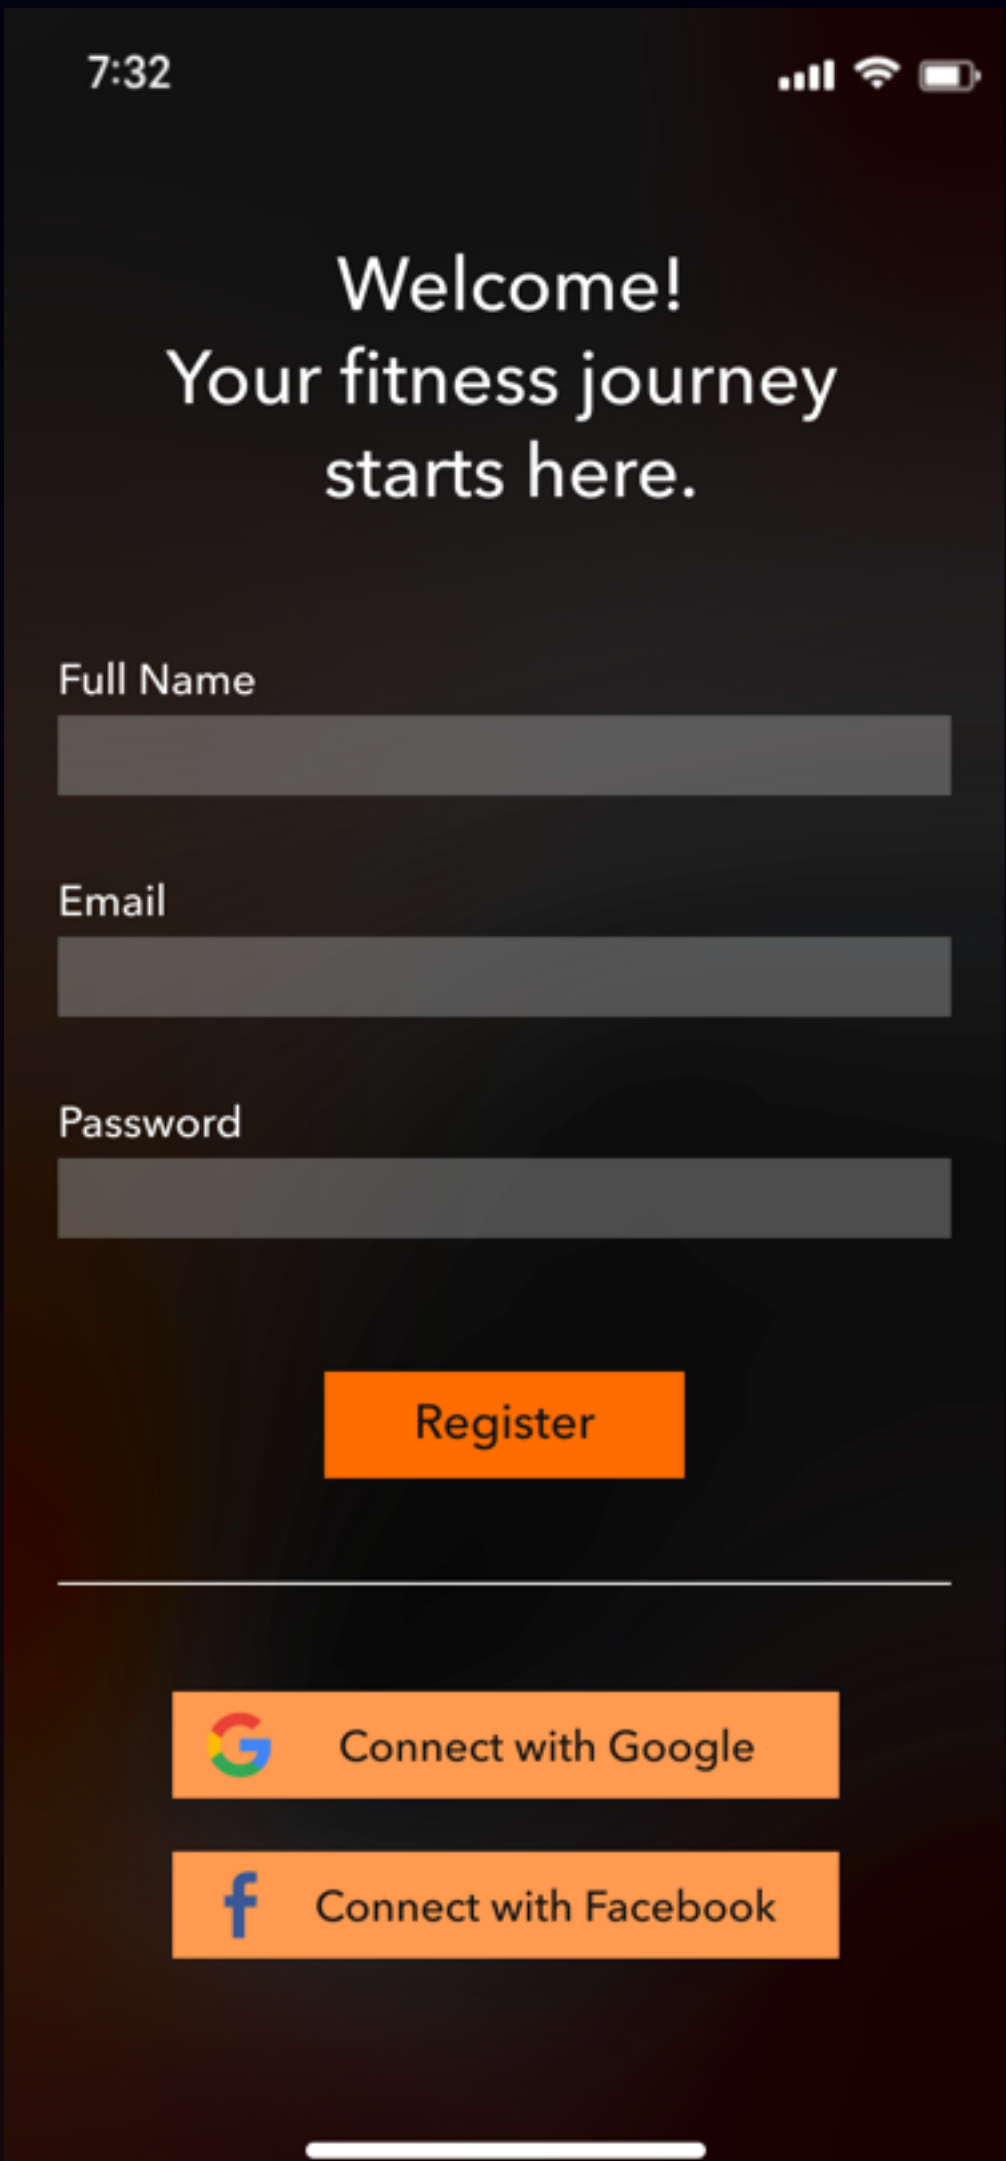 7:32
Welcome!
Your fitness journey
starts here.
Full Name
Email
Password
Register
Connect with Google
Connect with Facebook